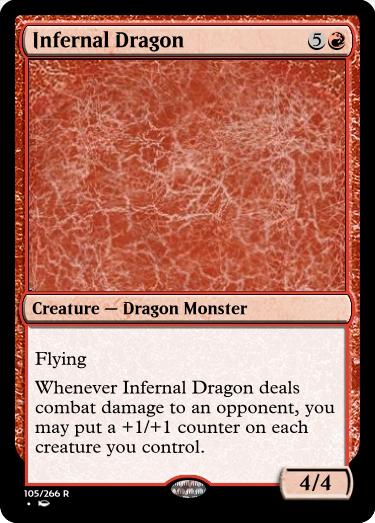 Infernal Dragon 5
Creature — Dragon Monster
Flying
Whenever Infernal Dragon deals
combat damage to an opponent, you
may put a +1/+1 counter on each
creature you control.
105/266 R
4/4